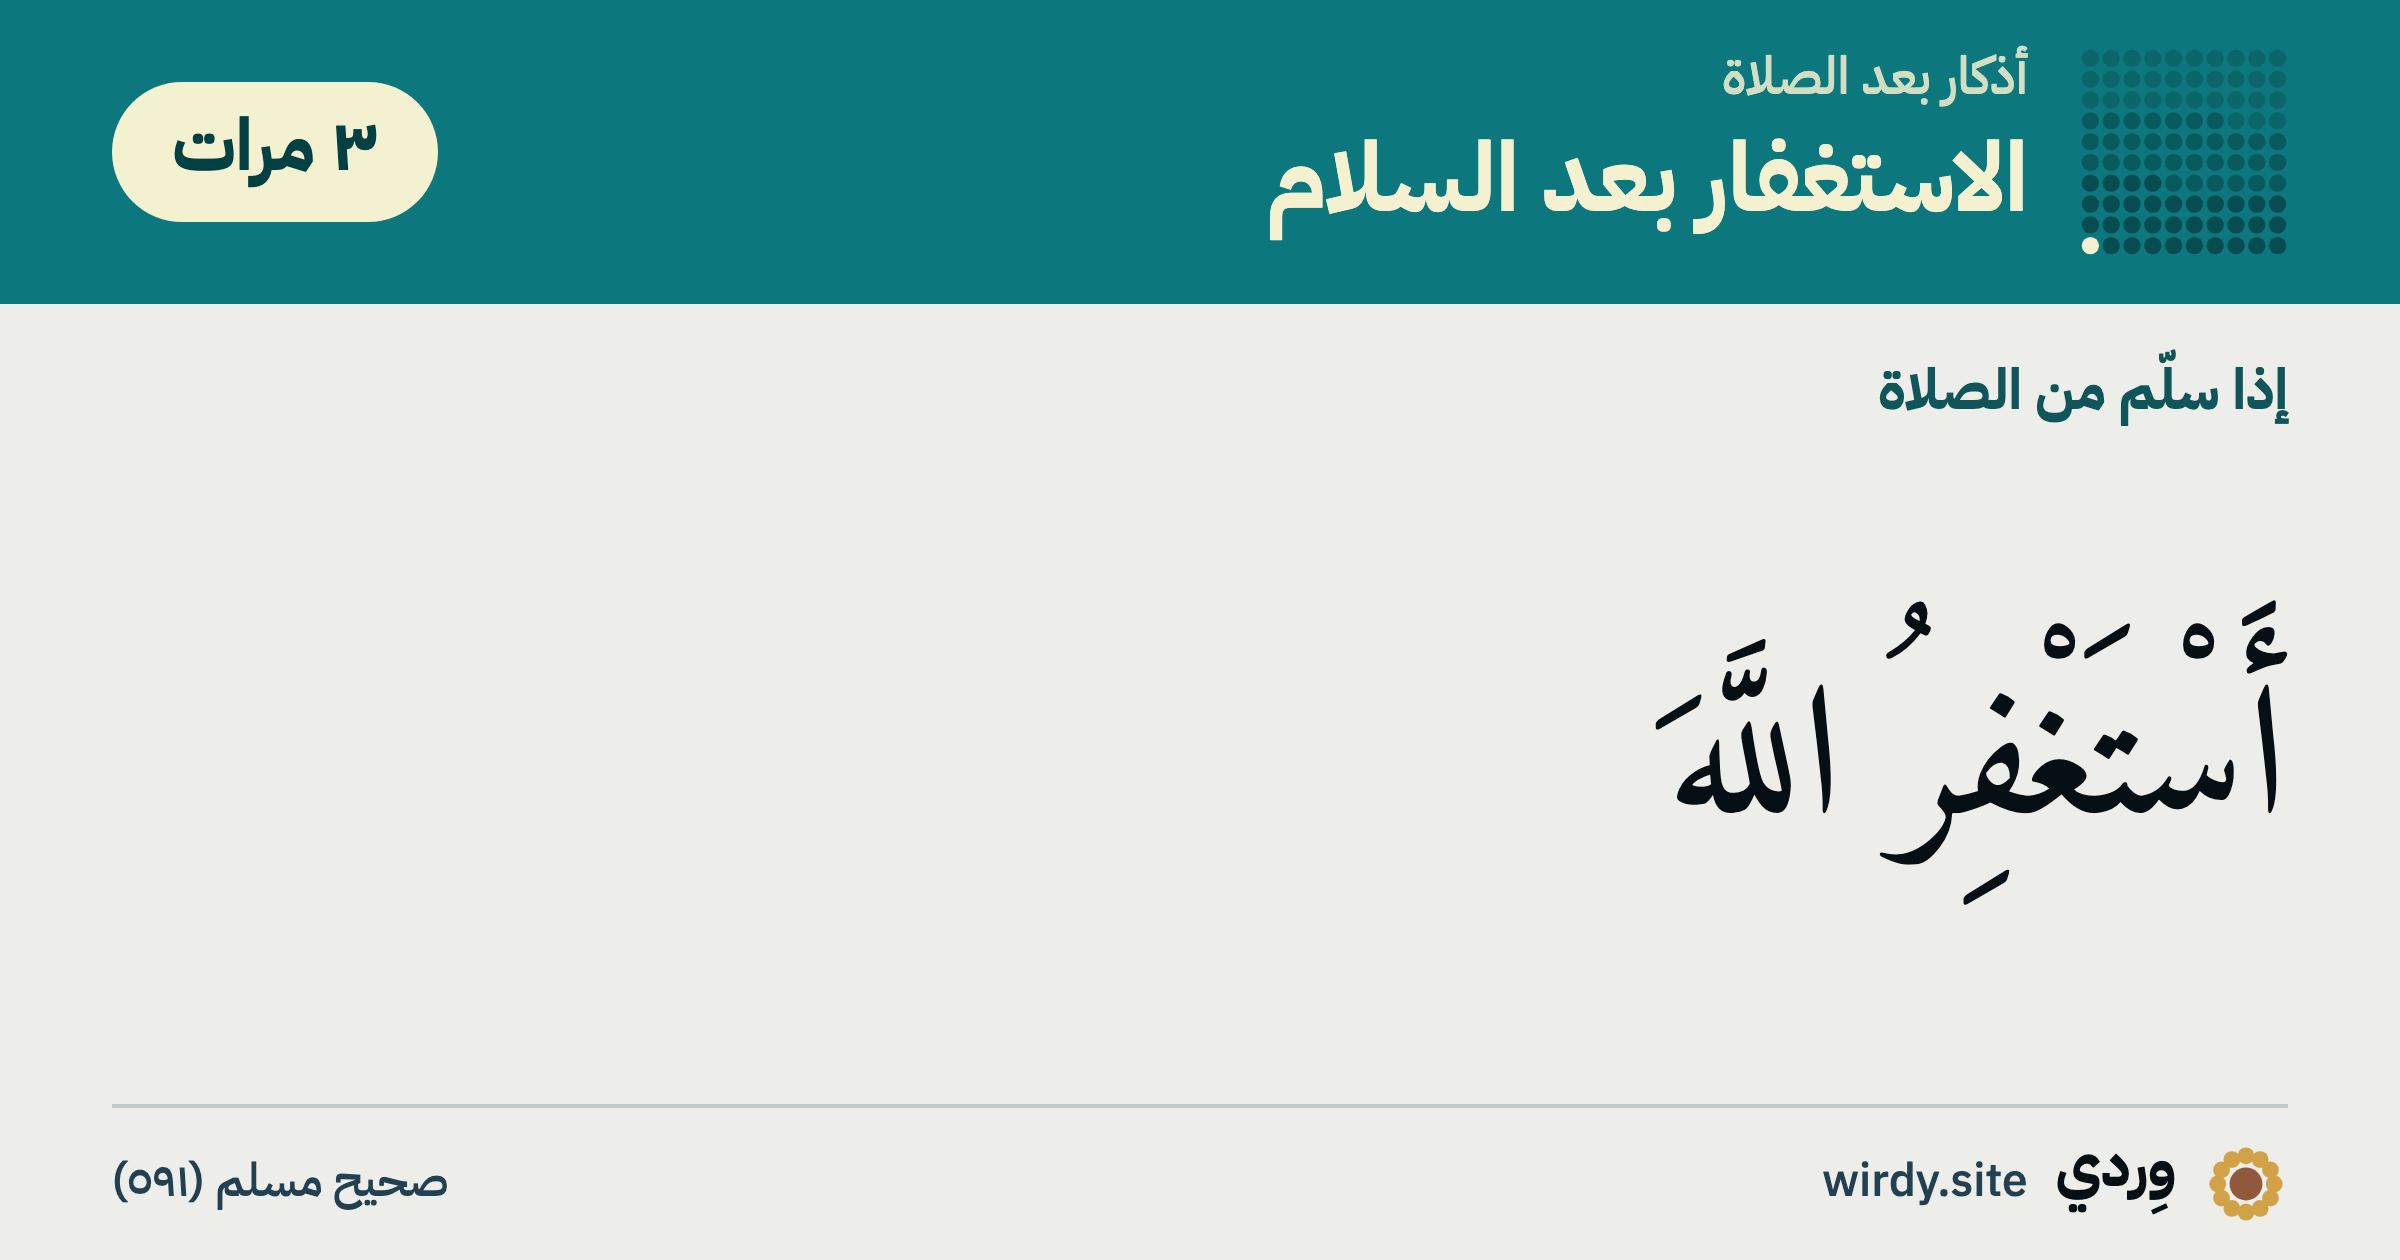 أذكار بعد الصلاة
الاستغفار بعد السلام
٣ مرات
إذا سلّم من الصلاة
أَسْتَغْفِرُ اللَّهَ
وِردي wirdy.site
صحيح مسلم (٥٩١)